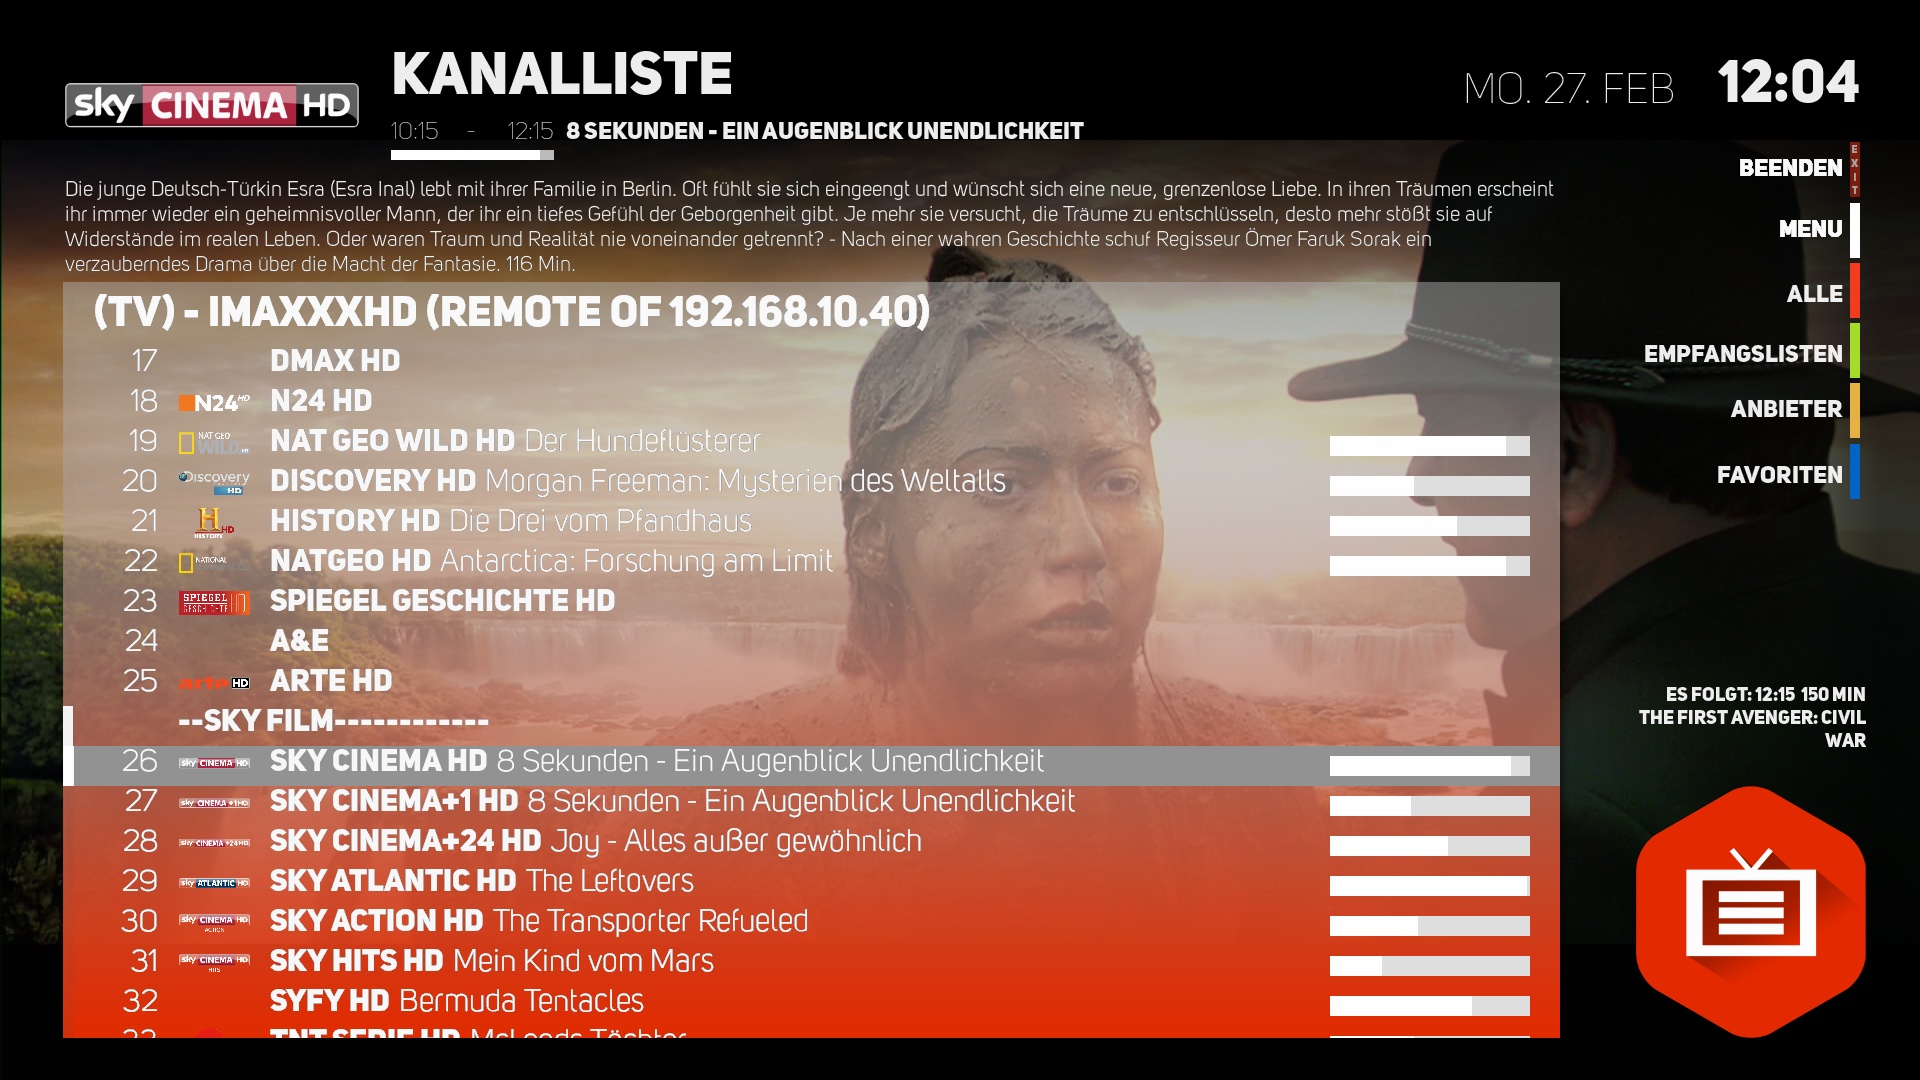 sky CINEMA HD
KANALLISTE
MO. 27. FEB 12:04
10:15 - 12:15 8 SEKUNDEN - EIN AUGENBLICK UNENDLICHKEIT
Die junge Deutsch-Türkin Esra (Esra Inal) lebt mit ihrer Familie in Berlin. Oft fühlt sie sich eingeengt und wünscht sich eine neue, grenzenlose Liebe. In ihren Träumen erscheint
ihr immer wieder ein geheimnisvoller Mann, der ihr ein tiefes Gefühl der Geborgenheit gibt. Je mehr sie versucht, die Träume zu entschlüsseln, desto mehr stößt sie auf
Widerstände im realen Leben. Oder waren Traum und Realität nie voneinander getrennt? - Nach einer wahren Geschichte schuf Regisseur Ömer Faruk Sorak ein
verzauberndes Drama über die Macht der Fantasie. 116 Min.
(TV) - IMAXXXHD (REMOTE OF 192.168.10.40)
17 DMAX HD
18 N24 HD N24 HD
19 NAT GEO WILD HD NAT GEO WILD HD Der Hundeflüsterer
20 Discovery HD DISCOVERY HD Morgan Freeman: Mysterien des Weltalls
21 H HD HISTORY HISTORY HD Die Drei vom Pfandhaus
22 NATIONAL NATGEO HD Antarctica: Forschung am Limit
23 SPIEGEL GESCHICHTE HD SPIEGEL GESCHICHTE HD
24 A&E
25 arte HD ARTE HD
--SKY FILM------------
26 sky CINEMA HD SKY CINEMA HD 8 Sekunden - Ein Augenblick Unendlichkeit
27 sky CINEMA +1 HD SKY CINEMA+1 HD 8 Sekunden - Ein Augenblick Unendlichkeit
28 sky CINEMA +24 HD SKY CINEMA+24 HD Joy - Alles außer gewöhnlich
29 sky ATLANTIC HD SKY ATLANTIC HD The Leftovers
30 sky CINEMA HD ACTION SKY ACTION HD The Transporter Refueled
31 sky CINEMA HD HITS SKY HITS HD Mein Kind vom Mars
32 SYFY HD Bermuda Tentacles
33 TNT SERIE HD McLeods Töchter
BEENDEN EXIT
MENU
ALLE
EMPFANGSLISTEN
ANBIETER
FAVORITEN
ES FOLGT: 12:15 150 MIN
THE FIRST AVENGER: CIVIL
WAR